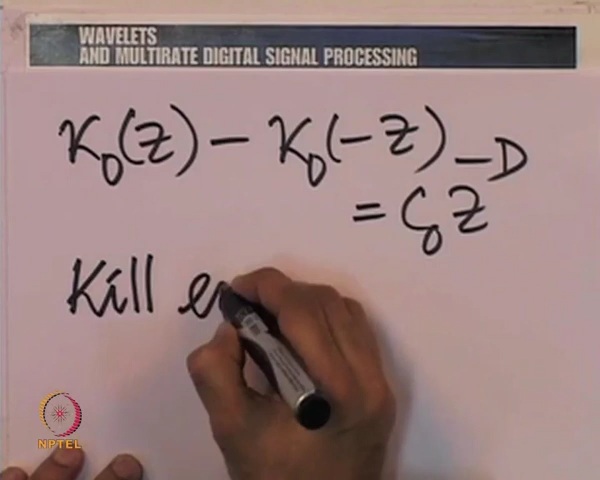 WAVELETS
AND MULTIRATE DIGITAL SIGNAL PROCESSING
K₀(Z) − K₀(−Z)
= C₀ Z^{−D}
Kill e
NPTEL